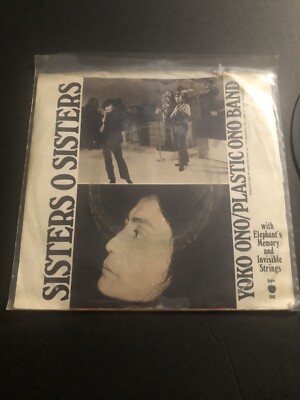 SISTERS O SISTERS
YOKO ONO/PLASTIC ONO BAND
with
Elephant's
Memory
and
Invisible
Strings